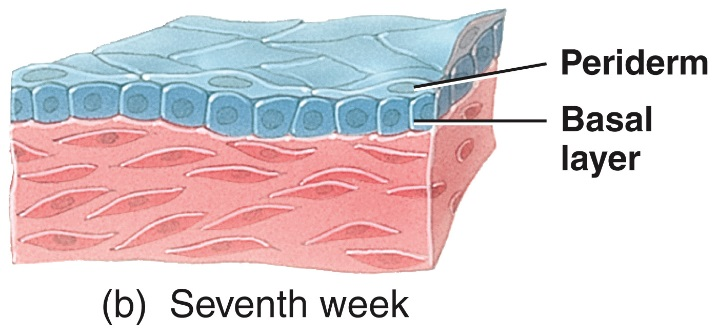 Periderm
Basal
layer
(b) Seventh week